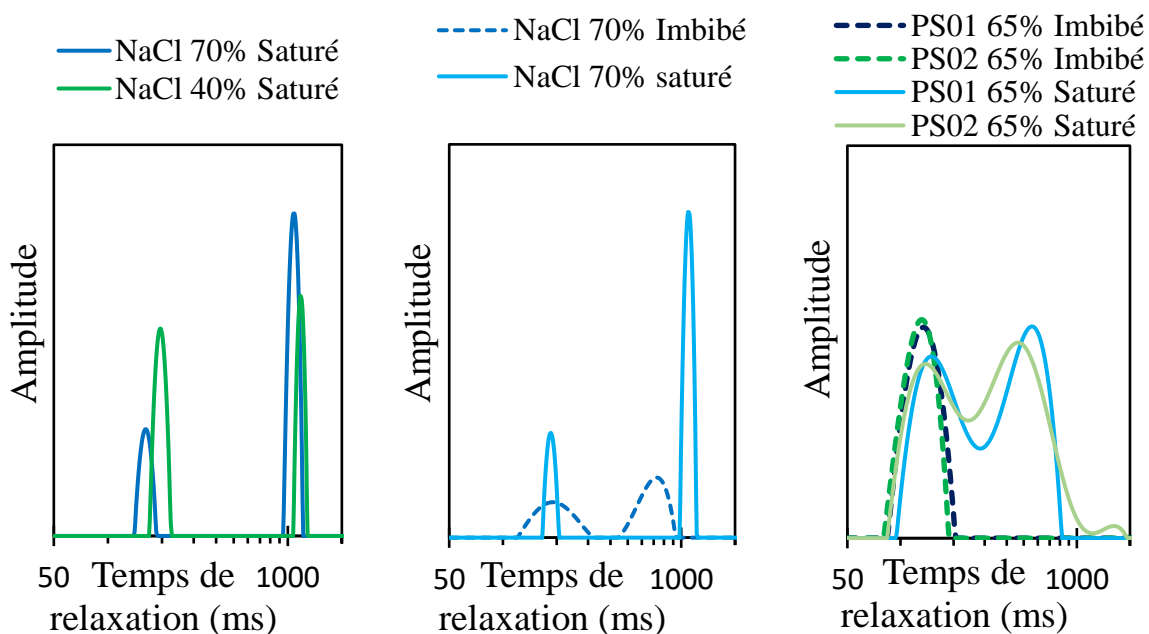 NaCl 70% Saturé
NaCl 40% Saturé
Amplitude
50
1000
Temps de
relaxation (ms)
NaCl 70% Imbibé
NaCl 70% saturé
Amplitude
50
1000
Temps de
relaxation (ms)
PS01 65% Imbibé
PS02 65% Imbibé
PS01 65% Saturé
PS02 65% Saturé
Amplitude
50
1000
Temps de
relaxation (ms)